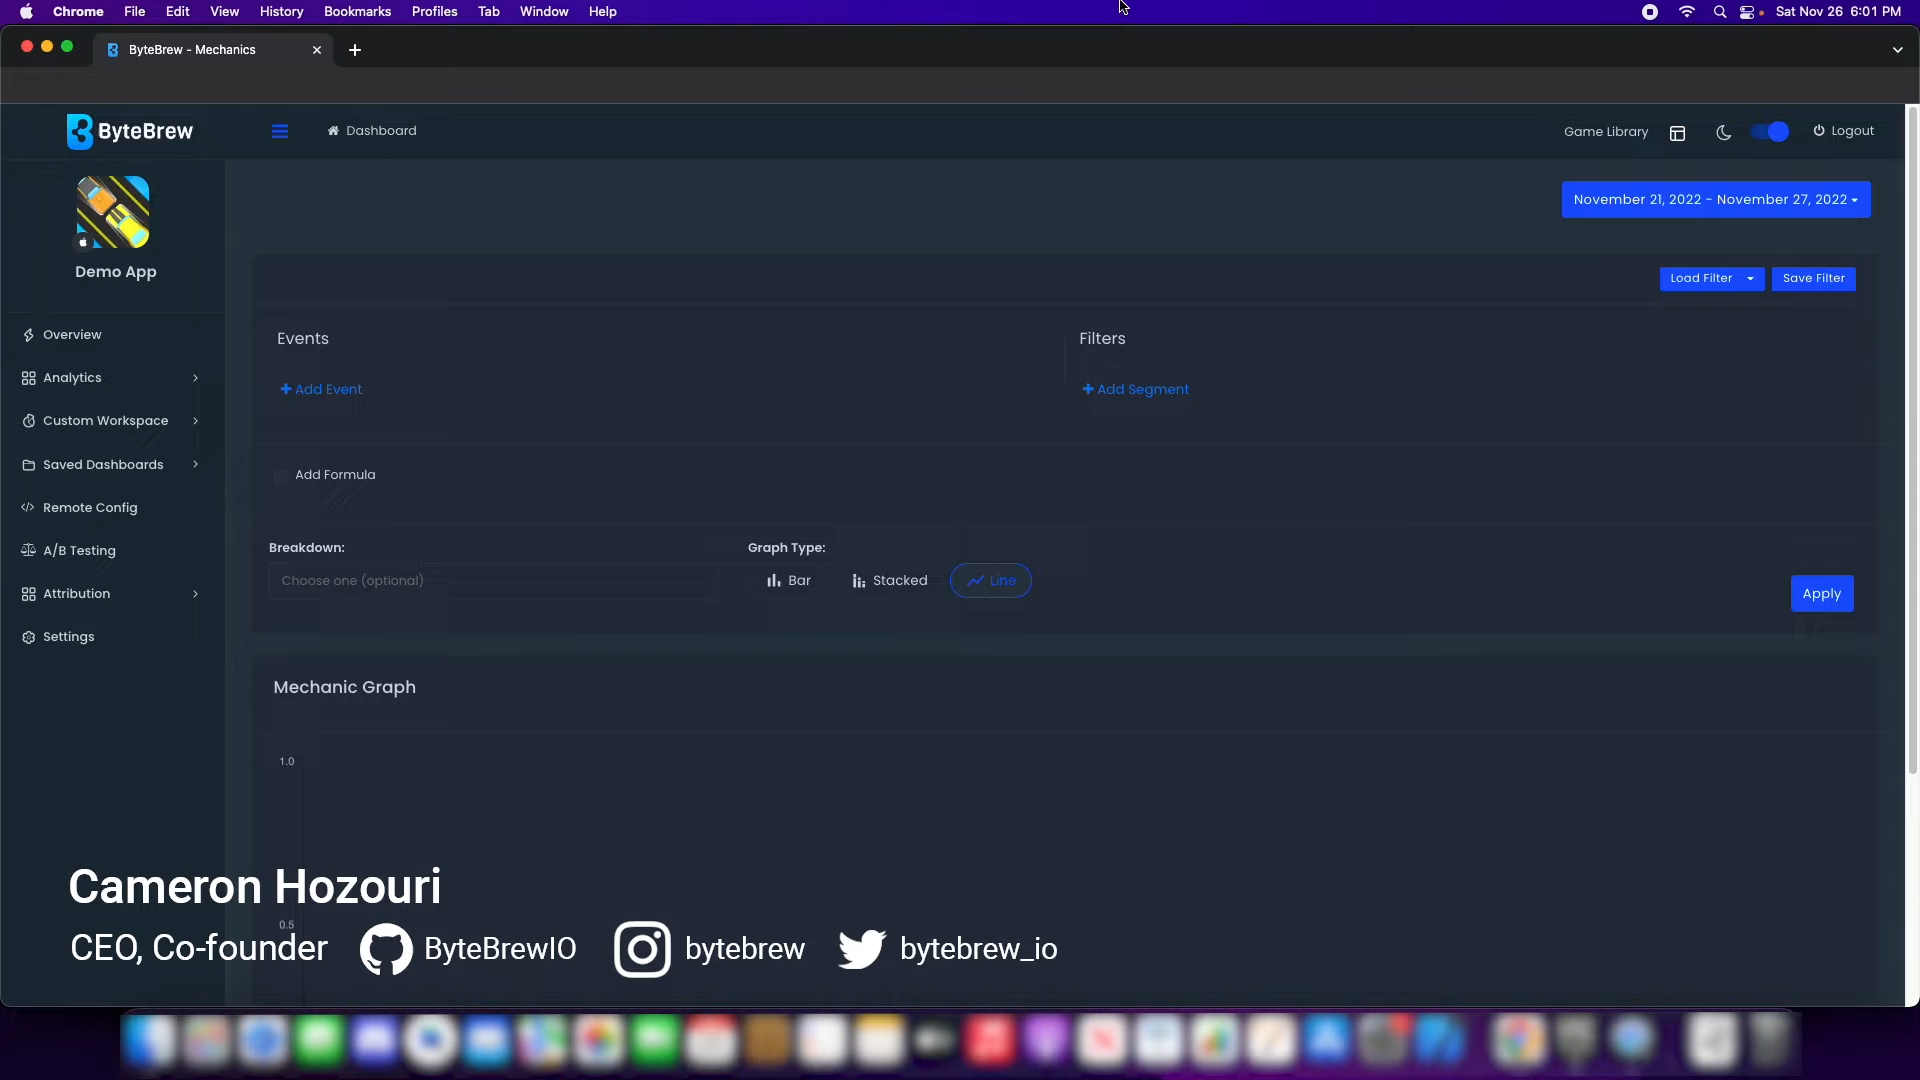 Chrome File Edit View History Bookmarks Profiles Tab Window Help Sat Nov 26 6:01 PM
ByteBrew - Mechanics
ByteBrew Dashboard Game Library Logout
November 21, 2022 - November 27, 2022
Demo App
Load Filter Save Filter
Overview
Analytics
Custom Workspace
Saved Dashboards
Remote Config
A/B Testing
Attribution
Settings
Events
+ Add Event
Filters
+ Add Segment
Add Formula
Breakdown:
Choose one (optional)
Graph Type:
Bar Stacked Line
Apply
Mechanic Graph
1.0
0.5
Cameron Hozouri
CEO, Co-founder ByteBrewIO bytebrew bytebrew_io